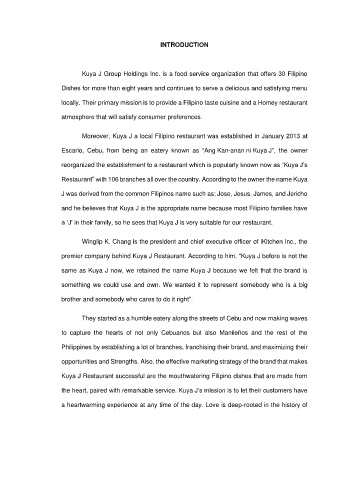 INTRODUCTION
Kuya J Group Holdings Inc. is a food service organization that offers 30 Filipino
Dishes for more than eight years and continues to serve a delicious and satisfying menu
locally. Their primary mission is to provide a Filipino taste cuisine and a Homey restaurant
atmosphere that will satisfy consumer preferences.
Moreover, Kuya J a local Filipino restaurant was established in January 2013 at
Escario, Cebu, from being an eatery known as “Ang Kan-anan ni Kuya J”, the owner
reorganized the establishment to a restaurant which is popularly known now as “Kuya J’s
Restaurant” with 106 branches all over the country. According to the owner the name Kuya
J was derived from the common Filipinos name such as; Jose, Jesus, James, and Jericho
and he believes that Kuya J is the appropriate name because most Filipino families have
a ‘J’ in their family, so he sees that Kuya J is very suitable for our restaurant.
Winglip K. Chang is the president and chief executive officer of iKitchen Inc., the
premier company behind Kuya J Restaurant. According to him, “Kuya J before is not the
same as Kuya J now, we retained the name Kuya J because we felt that the brand is
something we could use and own. We wanted it to represent somebody who is a big
brother and somebody who cares to do it right”.
They started as a humble eatery along the streets of Cebu and now making waves
to capture the hearts of not only Cebuanos but also Manileños and the rest of the
Philippines by establishing a lot of branches, franchising their brand, and maximizing their
opportunities and Strengths. Also, the effective marketing strategy of the brand that makes
Kuya J Restaurant successful are the mouthwatering Filipino dishes that are made from
the heart, paired with remarkable service. Kuya J’s mission is to let their customers have
a heartwarming experience at any time of the day. Love is deep-rooted in the history of